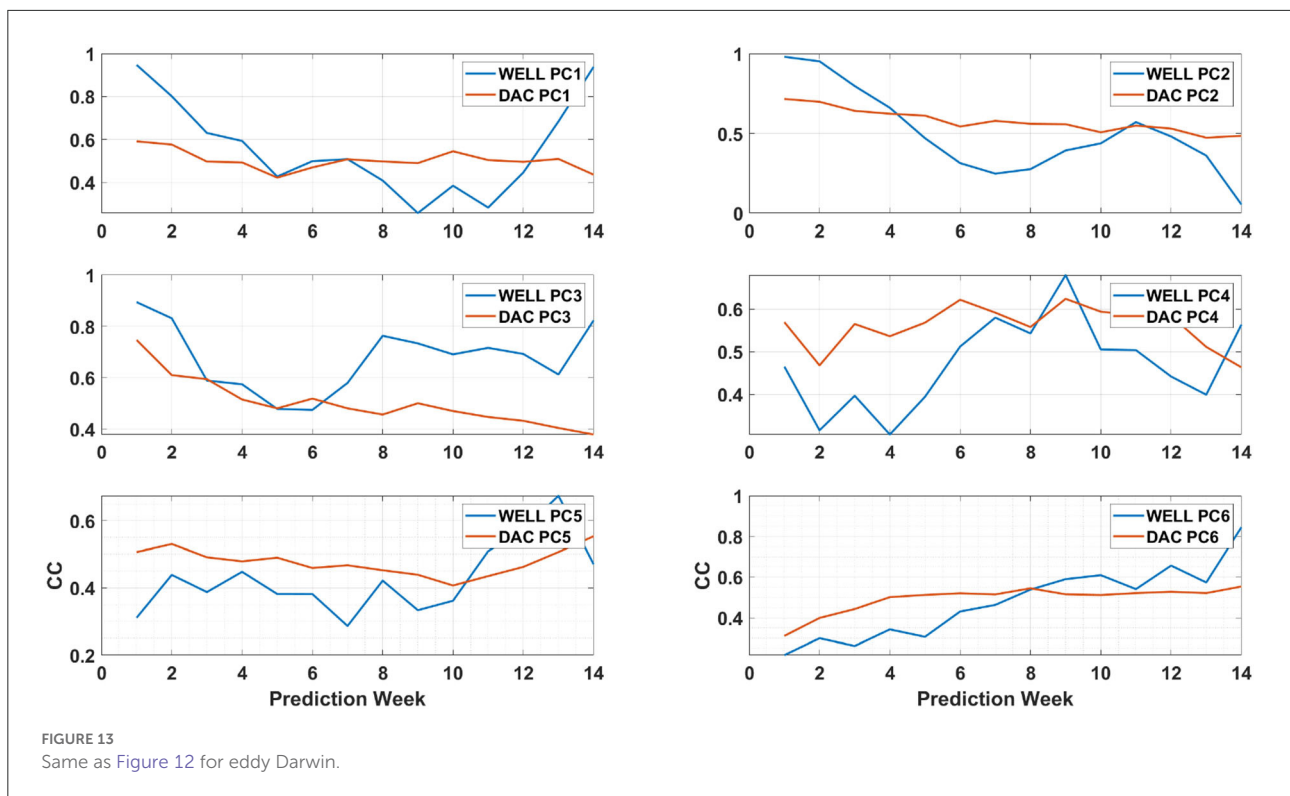 1
0.8
0.6
0.4
0 2 4 6 8 10 12 14
WELL PC1
DAC PC1
1
0.5
0
0 2 4 6 8 10 12 14
WELL PC2
DAC PC2
1
0.8
0.6
0.4
0 2 4 6 8 10 12 14
WELL PC3
DAC PC3
0.6
0.5
0.4
0 2 4 6 8 10 12 14
WELL PC4
DAC PC4
CC
0.6
0.4
0.2
0 2 4 6 8 10 12 14
WELL PC5
DAC PC5
Prediction Week
1
0.8
0.6
0.4
0 2 4 6 8 10 12 14
WELL PC6
DAC PC6
Prediction Week
FIGURE 13
Same as Figure 12 for eddy Darwin.